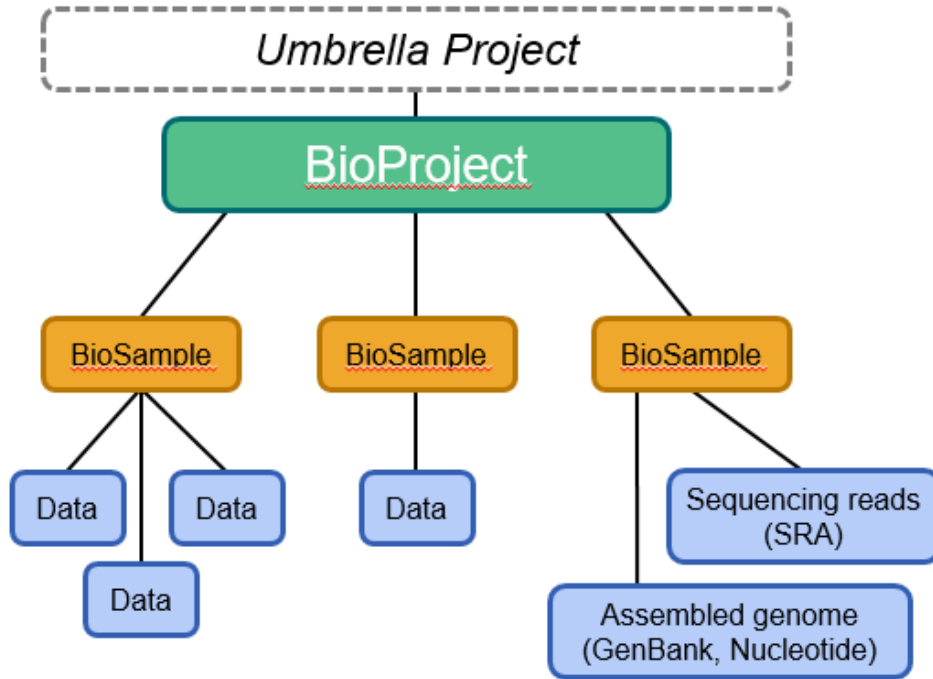 Umbrella Project
BioProject
BioSample
BioSample
BioSample
Data
Data
Data
Data
Sequencing reads
(SRA)
Assembled genome
(GenBank, Nucleotide)